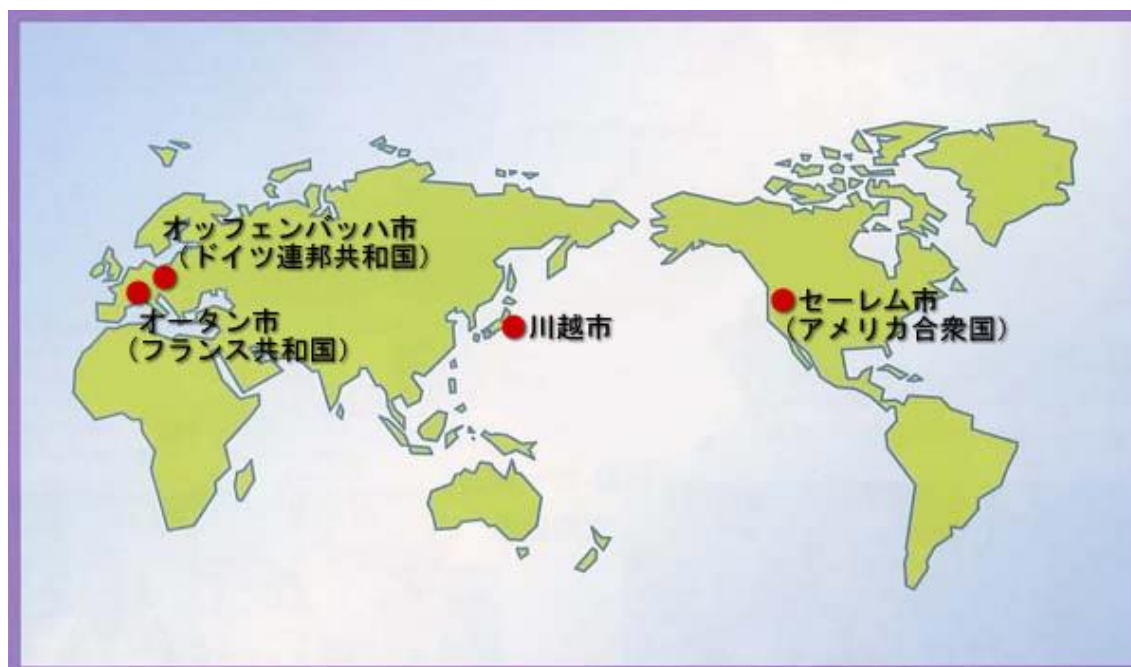 オッフェンバッハ市
（ドイツ連邦共和国）
オータン市
（フランス共和国）
川越市
セーレム市
（アメリカ合衆国）